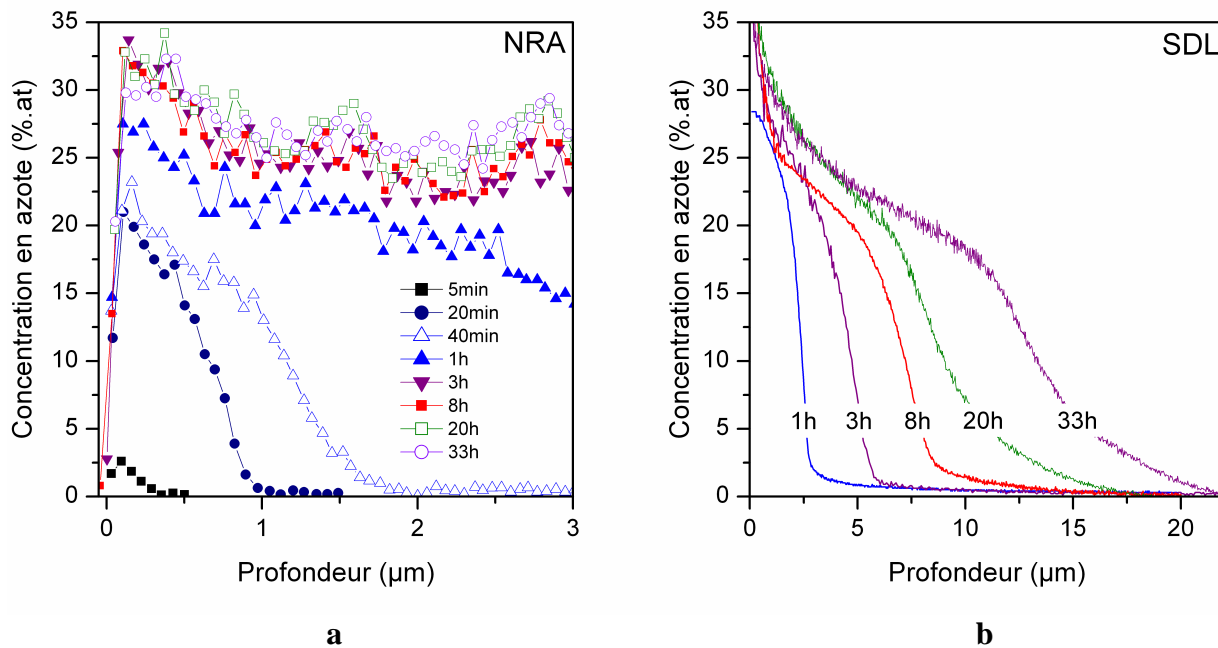 NRA
Concentration en azote (%.at)
35
30
25
20
15
10
5
0
5min
20min
40min
1h
3h
8h
20h
33h
0 1 2 3
Profondeur (µm)
a
SDL
Concentration en azote (%.at)
35
30
25
20
15
10
5
0
1h 3h 8h 20h 33h
0 5 10 15 20
Profondeur (µm)
b